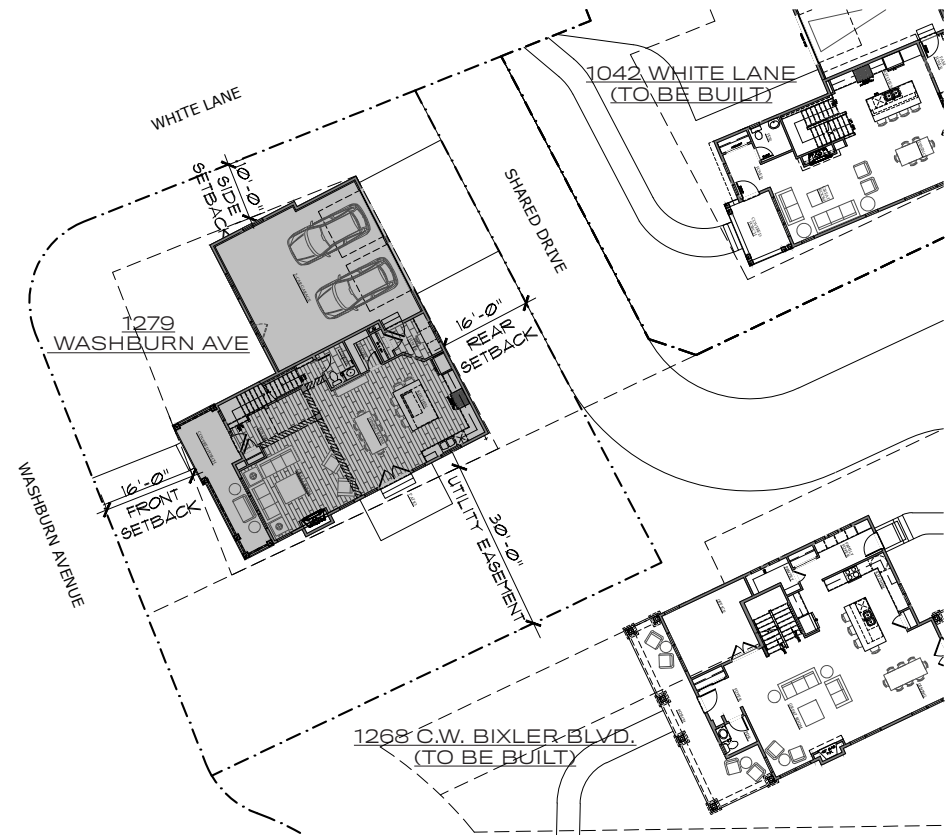 1042 WHITE LANE
(TO BE BUILT)
WHITE LANE
10'-0"
SIDE
SETBACK
SHARED DRIVE
1279
WASHBURN AVE
16'-0"
REAR
SETBACK
WASHBURN AVENUE
16'-0"
FRONT
SETBACK
30'-0"
UTILITY EASEMENT
1268 C.W. BIXLER BLVD.
(TO BE BUILT)